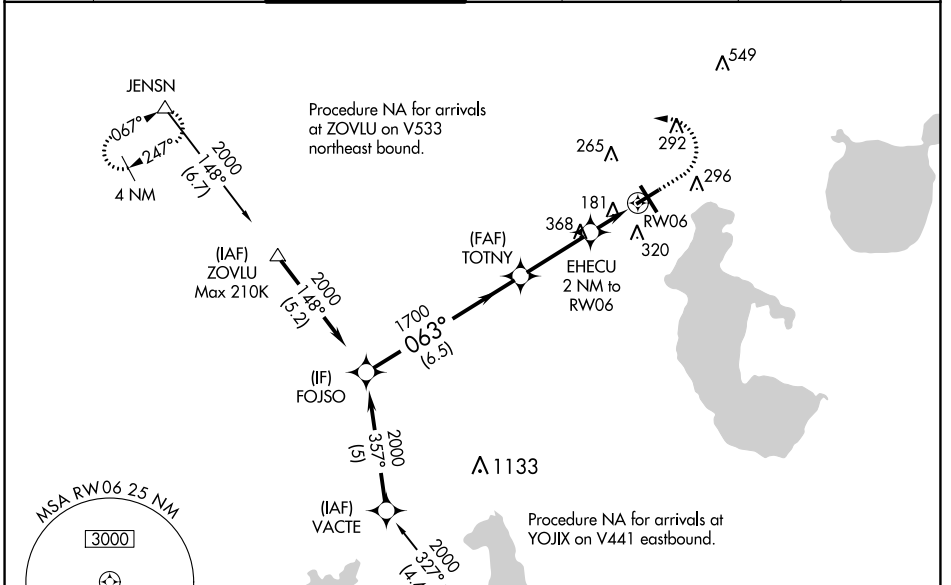 549
JENSN
Procedure NA for arrivals
at ZOVLU on V533
northeast bound.
067°
247°
4 NM
2000
148°
(6.7)
265
292
296
181
368
RW06
320
(FAF)
TOTNY
EHECU
2 NM to
RW06
(IAF)
ZOVLU
Max 210K
2000
148°
(5.2)
1700
063°
(6.5)
(IF)
FOJSO
2000
357°
(5)
1133
MSA RW06 25 NM
3000
(IAF)
VACTE
Procedure NA for arrivals at
YOJIX on V441 eastbound.
2000
327°